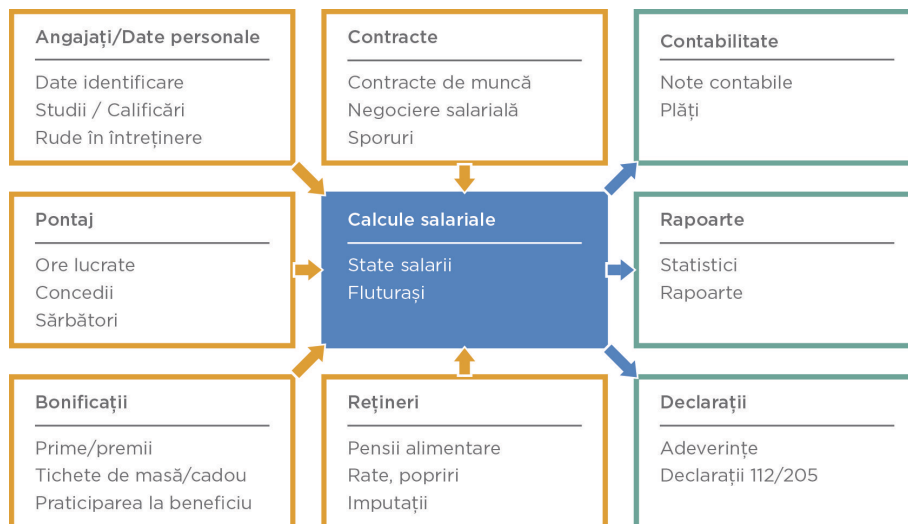 Angajați/Date personale
Date identificare
Studii / Calificări
Rude în întreținere
Contracte
Contracte de muncă
Negociere salarială
Sporuri
Contabilitate
Note contabile
Plăți
Pontaj
Ore lucrate
Concedii
Sărbători
Calcule salariale
State salarii
Fluturași
Rapoarte
Statistici
Rapoarte
Bonificații
Prime/premii
Tichete de masă/cadou
Praticiparea la beneficiu
Rețineri
Pensii alimentare
Rate, popriri
Imputații
Declarații
Adeverințe
Declarații 112/205